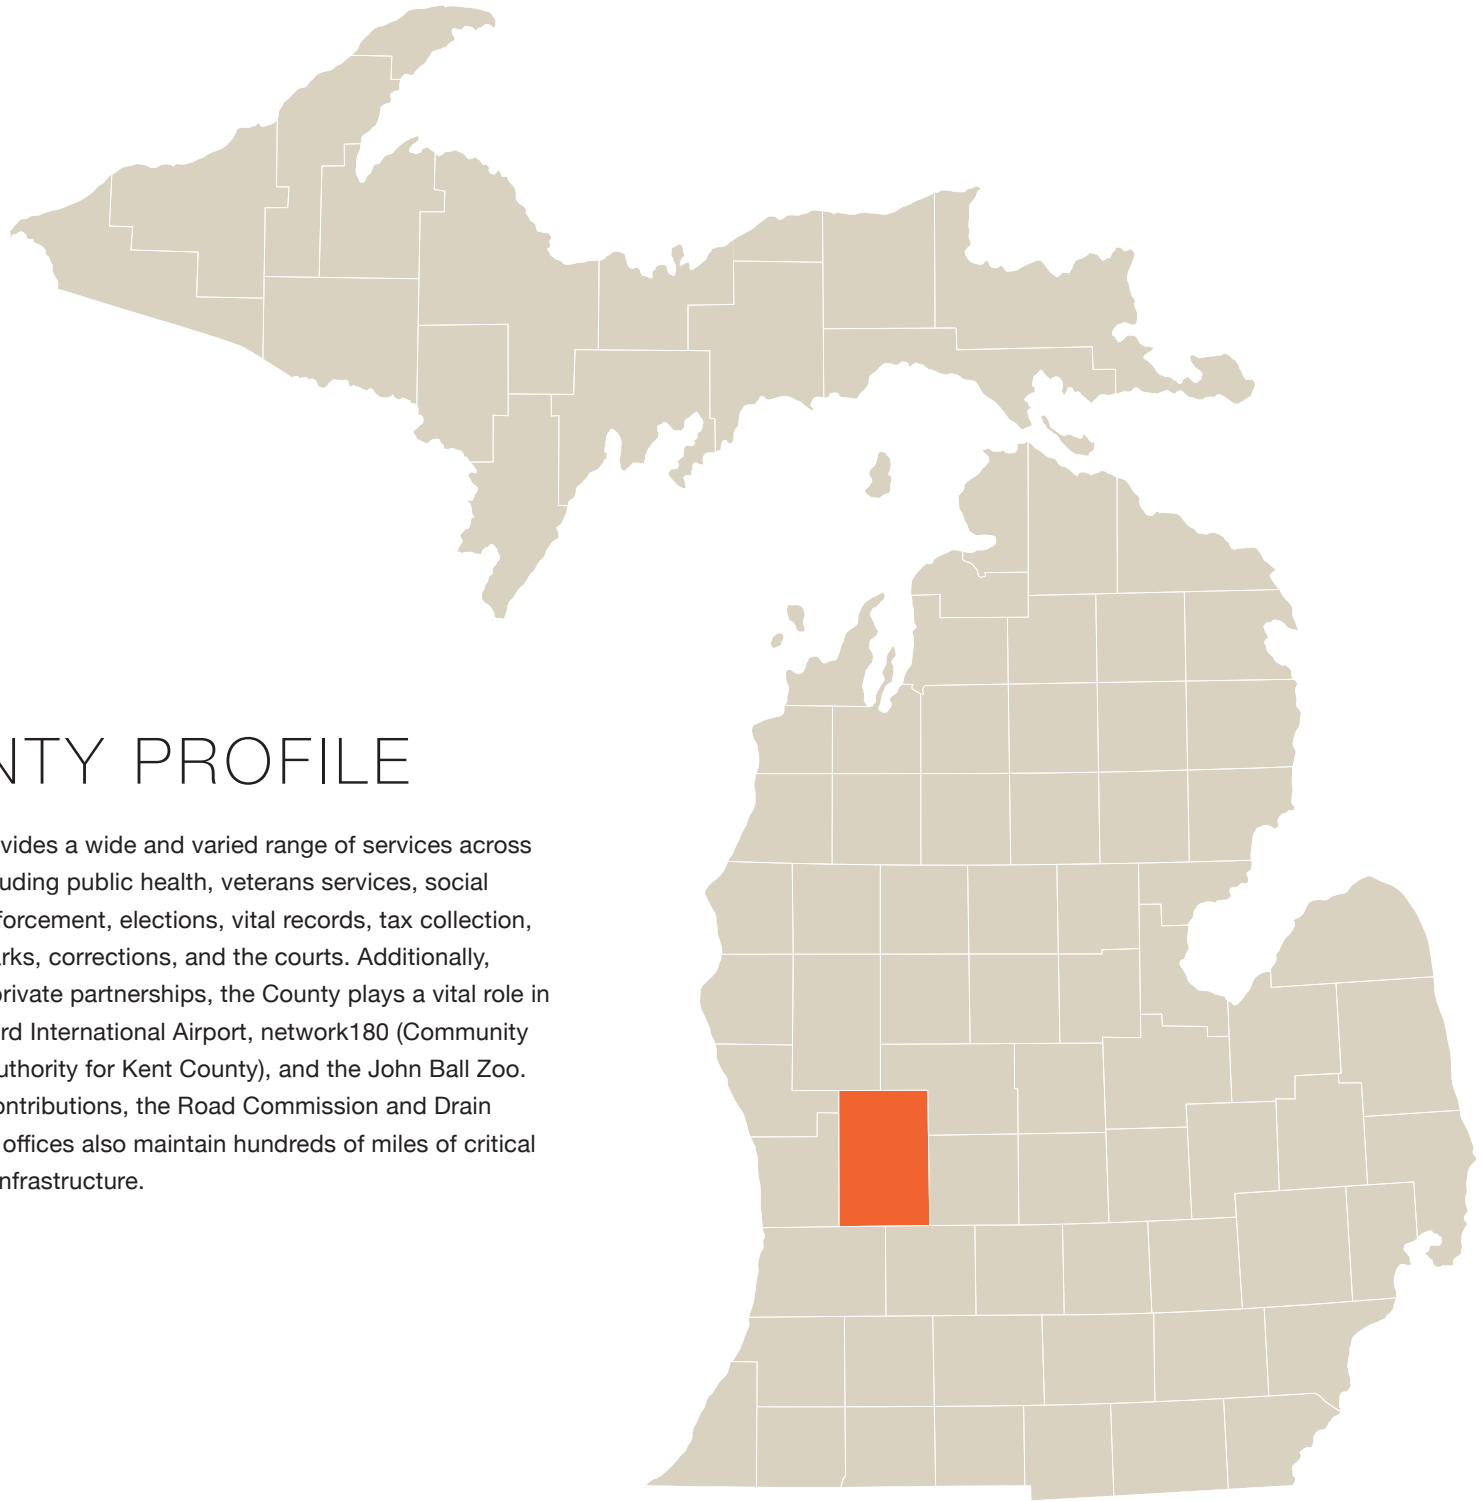 NTY PROFILE
vides a wide and varied range of services across
uding public health, veterans services, social
forcement, elections, vital records, tax collection,
rks, corrections, and the courts. Additionally,
private partnerships, the County plays a vital role in
rd International Airport, network180 (Community
uthority for Kent County), and the John Ball Zoo.
ontributions, the Road Commission and Drain
offices also maintain hundreds of miles of critical
nfrastructure.